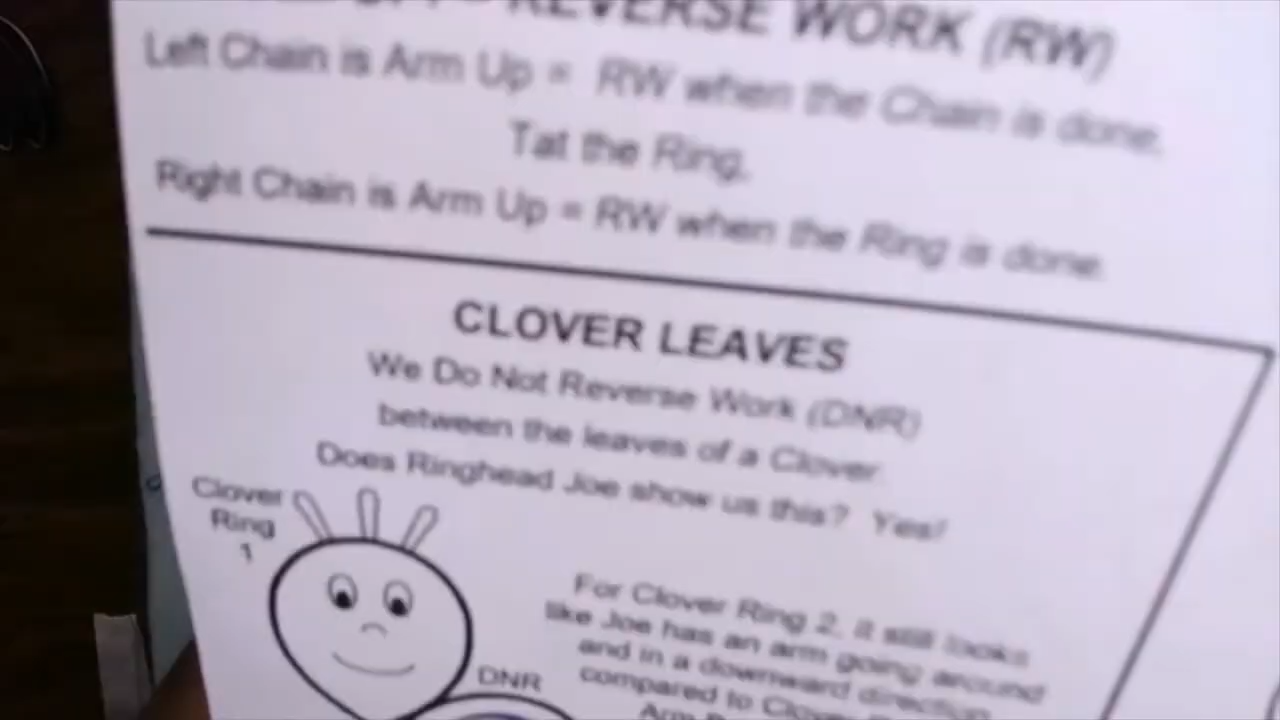 REVERSE WORK (RW)
Left Chain is Arm Up = RW when the Chain is done.
Tat the Ring,
Right Chain is Arm Up = RW when the Ring is done.
CLOVER LEAVES
We Do Not Reverse Work (DNR)
between the leaves of a Clover.
Does Ringhead Joe show us this? Yes!
Clover
Ring
1
For Clover Ring 2, it still looks
like Joe has an arm going around
and in a downward direction
compared to
DNR
Arm